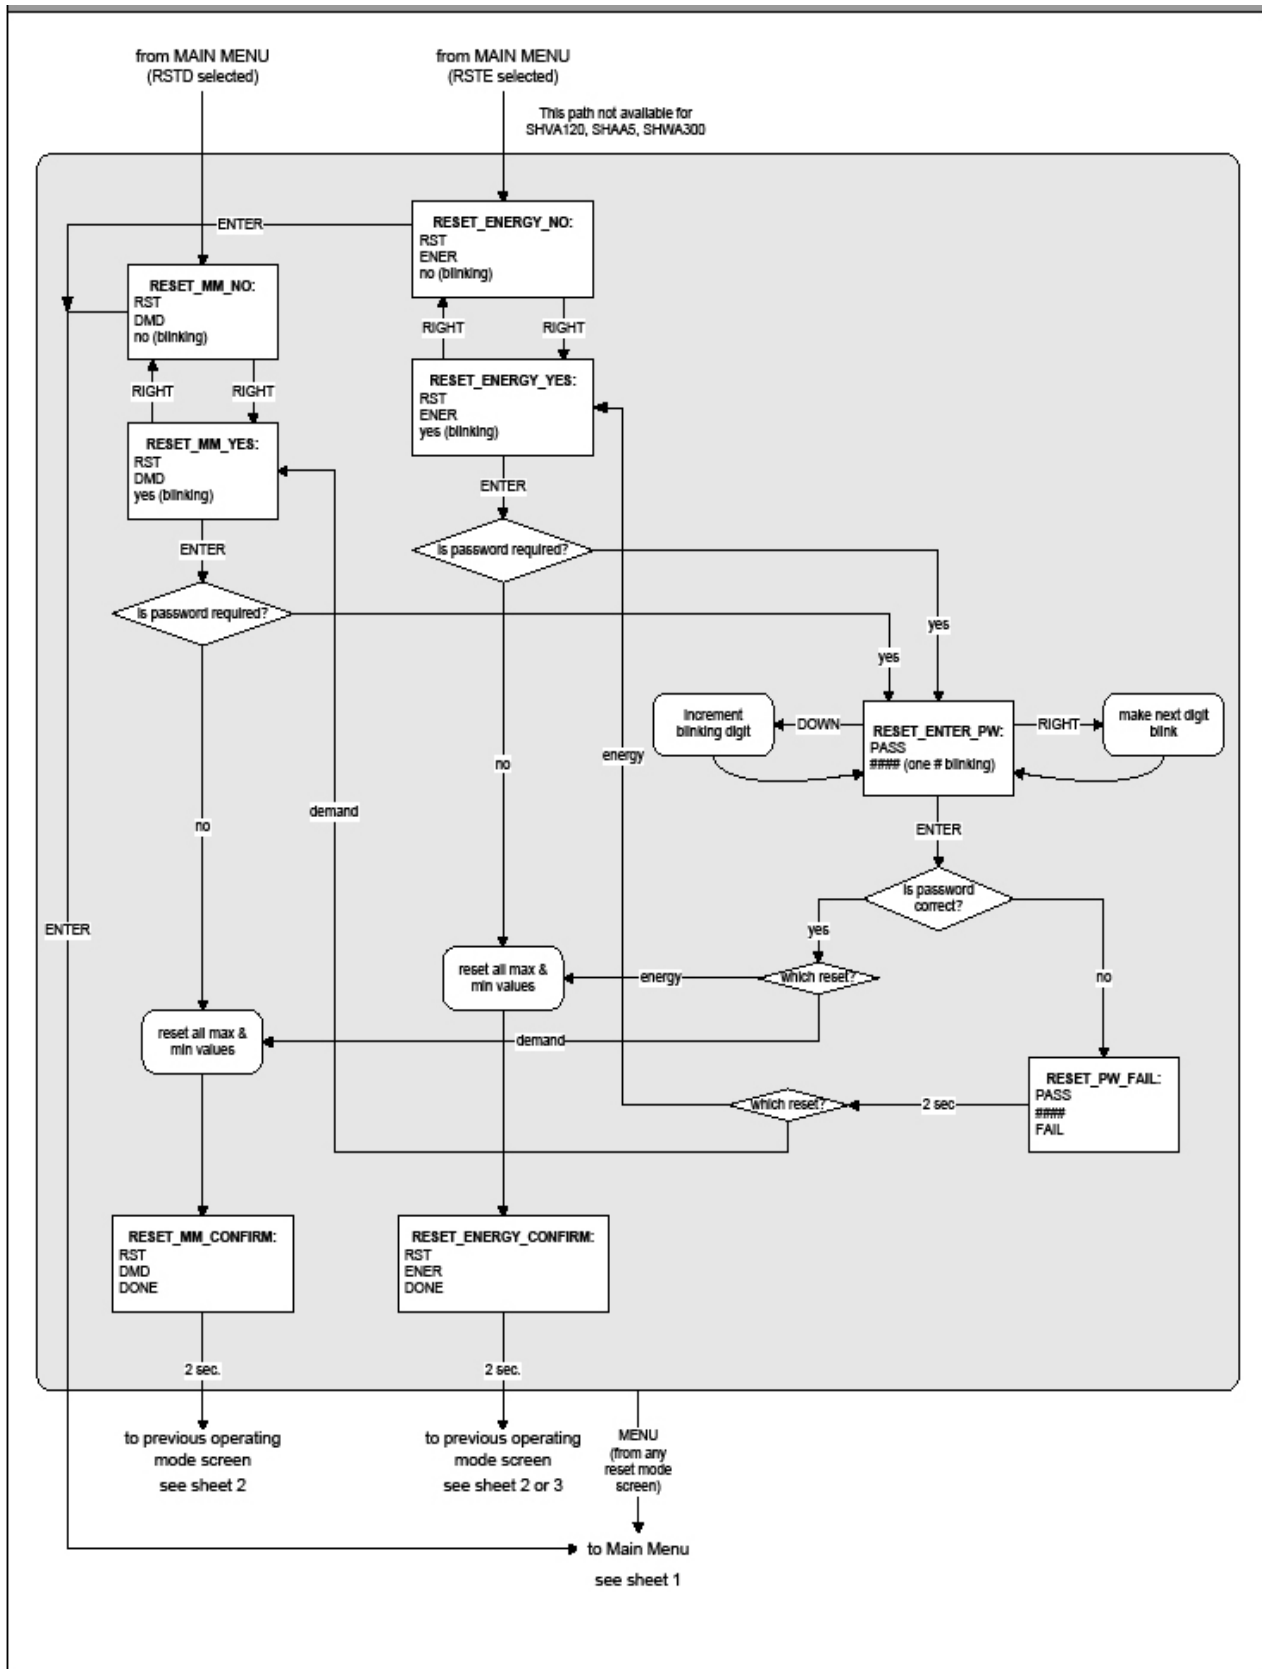 from MAIN MENU
(RSTD selected)
from MAIN MENU
(RSTE selected)
This path not available for
SHVA120, SHAA5, SHWA300
ENTER
RESET_ENERGY_NO:
RST
ENER
no (blinking)
RESET_MM_NO:
RST
DMD
no (blinking)
RIGHT
RIGHT
RIGHT
RIGHT
RESET_ENERGY_YES:
RST
ENER
yes (blinking)
RESET_MM_YES:
RST
DMD
yes (blinking)
ENTER
ENTER
is password required?
is password required?
yes
yes
increment
blinking digit
DOWN
RESET_ENTER_PW:
PASS
#### (one # blinking)
RIGHT
make next digit
blink
energy
no
demand
no
ENTER
is password
correct?
ENTER
yes
reset all max &
min values
energy
which reset?
no
reset all max &
min values
demand
RESET_PW_FAIL:
PASS
####
FAIL
which reset?
2 sec
RESET_MM_CONFIRM:
RST
DMD
DONE
RESET_ENERGY_CONFIRM:
RST
ENER
DONE
2 sec.
2 sec.
to previous operating
mode screen
see sheet 2
to previous operating
mode screen
see sheet 2 or 3
MENU
(from any
reset mode
screen)
to Main Menu
see sheet 1